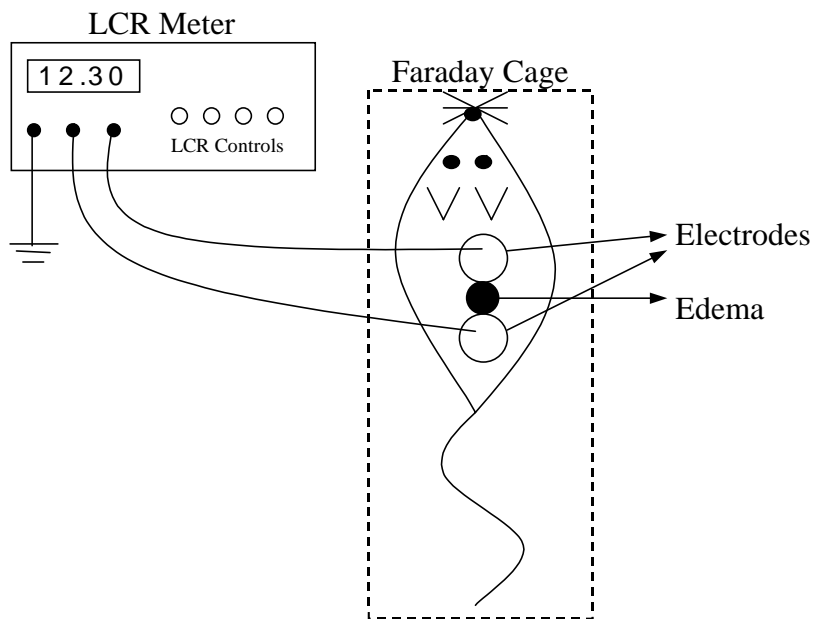 LCR Meter
12.30
LCR Controls
Faraday Cage
Electrodes
Edema